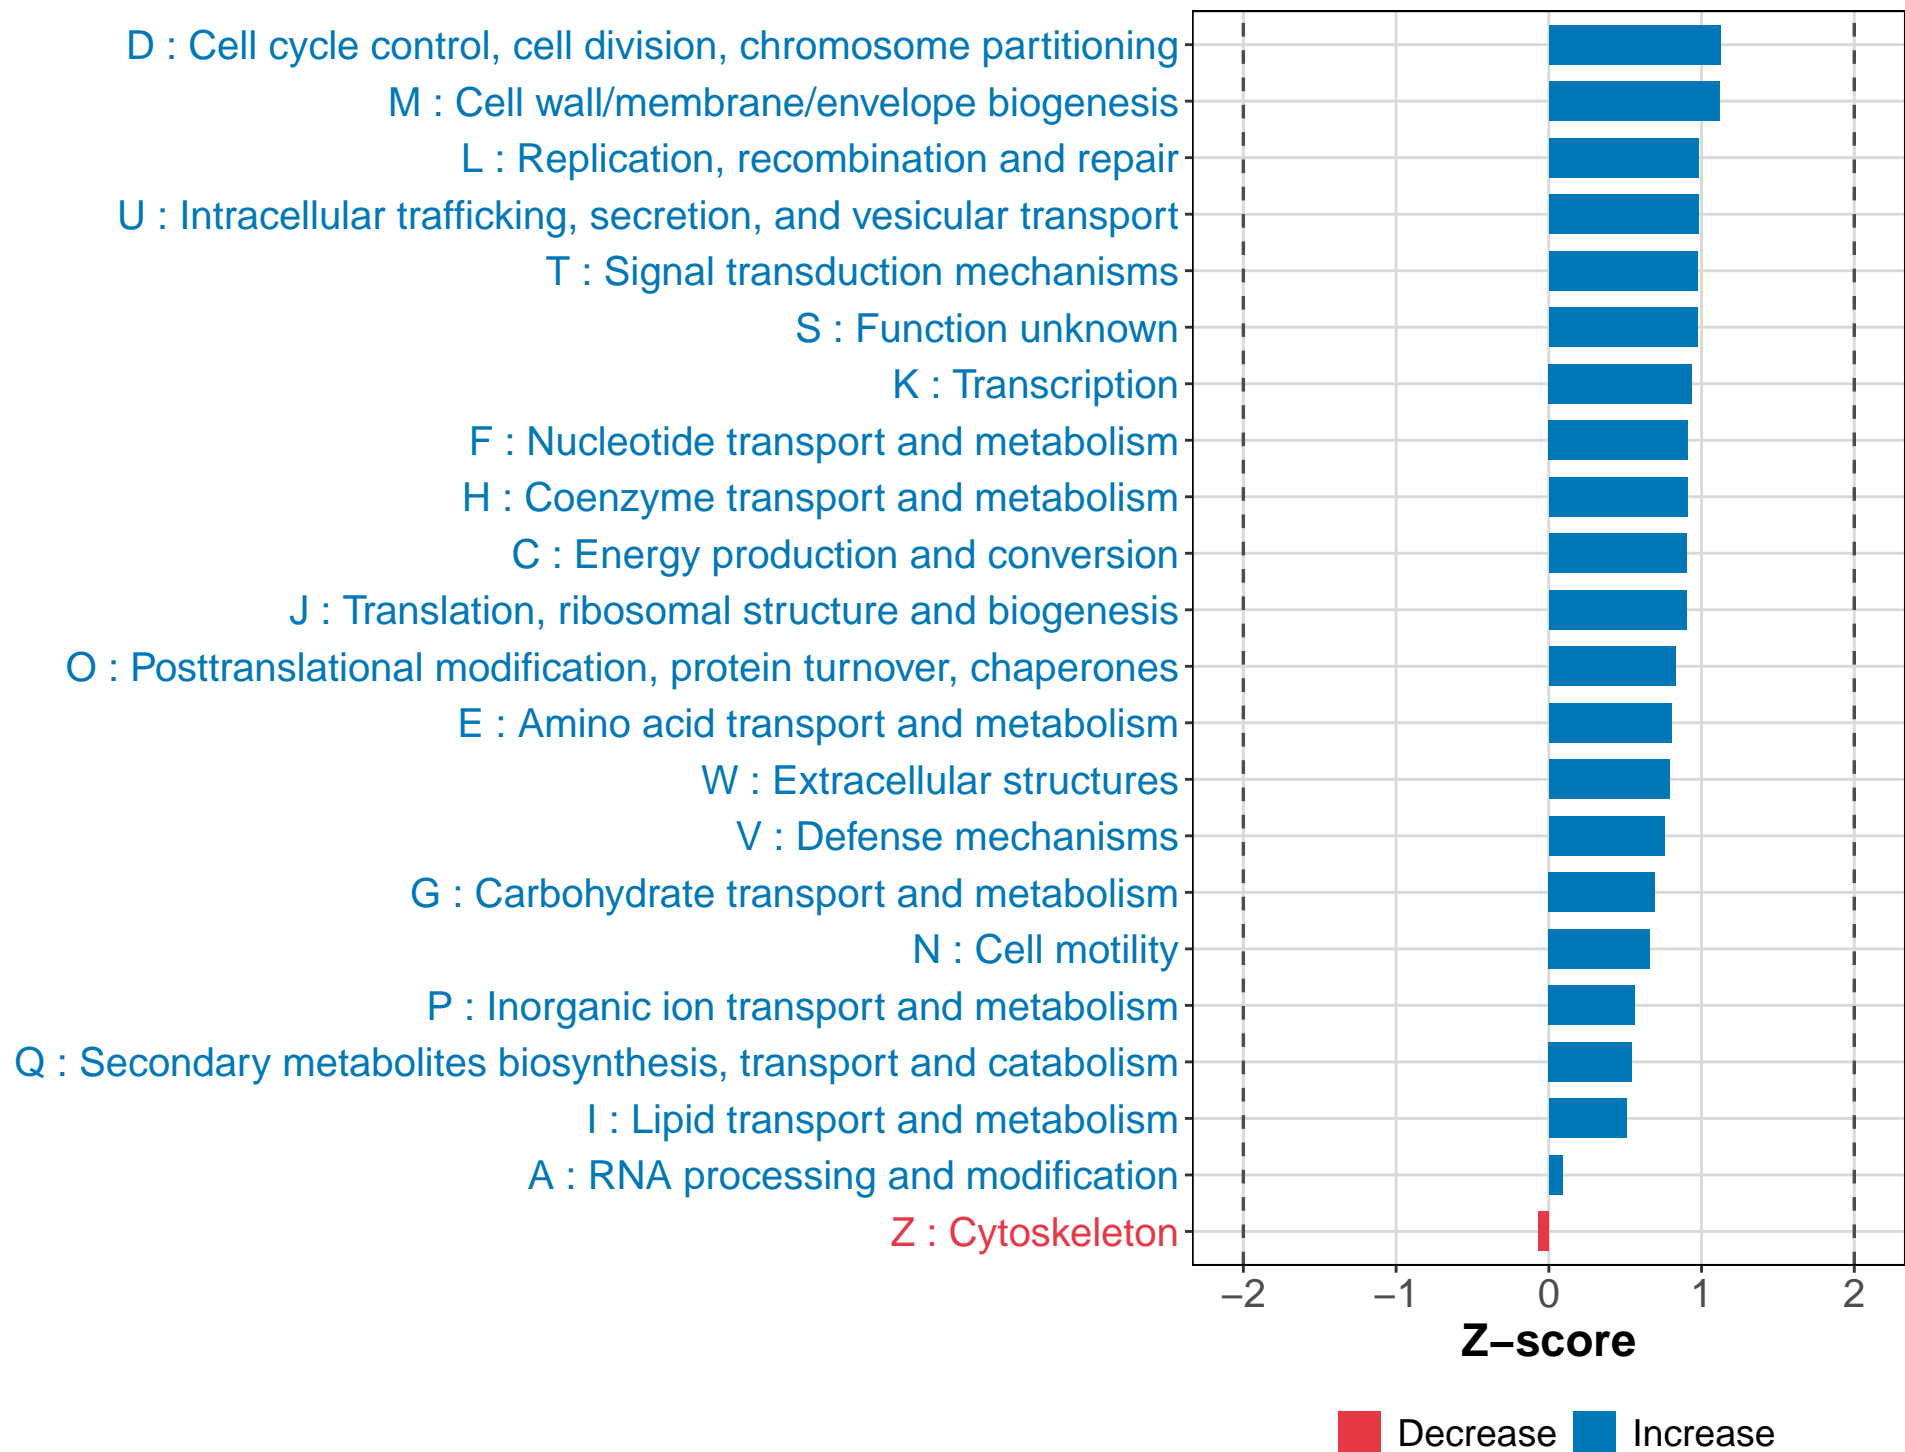 D : Cell cycle control, cell division, chromosome partitioning
M : Cell wall/membrane/envelope biogenesis
L : Replication, recombination and repair
U : Intracellular trafficking, secretion, and vesicular transport
T : Signal transduction mechanisms
S : Function unknown
K : Transcription
F : Nucleotide transport and metabolism
H : Coenzyme transport and metabolism
C : Energy production and conversion
J : Translation, ribosomal structure and biogenesis
O : Posttranslational modification, protein turnover, chaperones
E : Amino acid transport and metabolism
W : Extracellular structures
V : Defense mechanisms
G : Carbohydrate transport and metabolism
N : Cell motility
P : Inorganic ion transport and metabolism
Q : Secondary metabolites biosynthesis, transport and catabolism
I : Lipid transport and metabolism
A : RNA processing and modification
Z : Cytoskeleton
−2 −1 0 1 2
Z−score
Decrease Increase